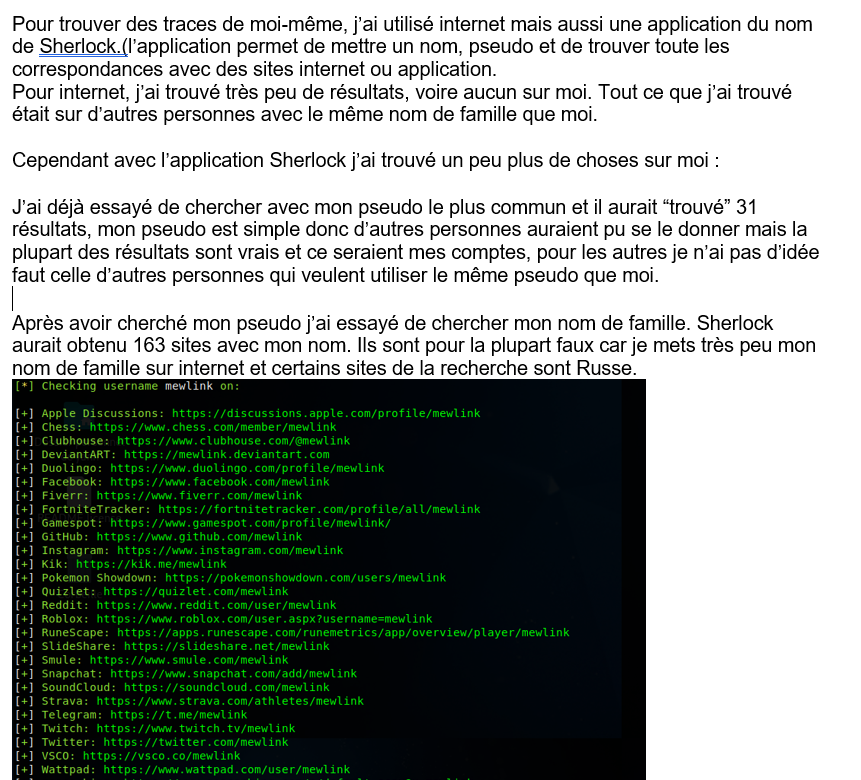 Pour trouver des traces de moi-même, j’ai utilisé internet mais aussi une application du nom
de Sherlock.(l’application permet de mettre un nom, pseudo et de trouver toute les
correspondances avec des sites internet ou application.
Pour internet, j’ai trouvé très peu de résultats, voire aucun sur moi. Tout ce que j’ai trouvé
était sur d’autres personnes avec le même nom de famille que moi.
Cependant avec l’application Sherlock j’ai trouvé un peu plus de choses sur moi :
J’ai déjà essayé de chercher avec mon pseudo le plus commun et il aurait “trouvé” 31
résultats, mon pseudo est simple donc d’autres personnes auraient pu se le donner mais la
plupart des résultats sont vrais et ce seraient mes comptes, pour les autres je n’ai pas d’idée
faut celle d’autres personnes qui veulent utiliser le même pseudo que moi.
Après avoir cherché mon pseudo j’ai essayé de chercher mon nom de famille. Sherlock
aurait obtenu 163 sites avec mon nom. Ils sont pour la plupart faux car je mets très peu mon
nom de famille sur internet et certains sites de la recherche sont Russe.
[*] Checking username mewlink on:
[+] Apple Discussions: https://discussions.apple.com/profile/mewlink
[+] Chess: https://www.chess.com/member/mewlink
[+] Clubhouse: https://www.clubhouse.com/@mewlink
[+] DeviantART: https://mewlink.deviantart.com
[+] Duolingo: https://www.duolingo.com/profile/mewlink
[+] Facebook: https://www.facebook.com/mewlink
[+] Fiverr: https://www.fiverr.com/mewlink
[+] FortniteTracker: https://fortnitetracker.com/profile/all/mewlink
[+] Gamespot: https://www.gamespot.com/profile/mewlink/
[+] GitHub: https://www.github.com/mewlink
[+] Instagram: https://www.instagram.com/mewlink
[+] Kik: https://kik.me/mewlink
[+] Pokemon Showdown: https://pokemonshowdown.com/users/mewlink
[+] Quizlet: https://quizlet.com/mewlink
[+] Reddit: https://www.reddit.com/user/mewlink
[+] Roblox: https://www.roblox.com/user.aspx?username=mewlink
[+] RuneScape: https://apps.runescape.com/runemetrics/app/overview/player/mewlink
[+] SlideShare: https://slideshare.net/mewlink
[+] Smule: https://www.smule.com/mewlink
[+] Snapchat: https://www.snapchat.com/add/mewlink
[+] SoundCloud: https://soundcloud.com/mewlink
[+] Strava: https://www.strava.com/athletes/mewlink
[+] Telegram: https://t.me/mewlink
[+] Twitch: https://www.twitch.tv/mewlink
[+] Twitter: https://twitter.com/mewlink
[+] VSCO: https://vsco.co/mewlink
[+] Wattpad: https://www.wattpad.com/user/mewlink